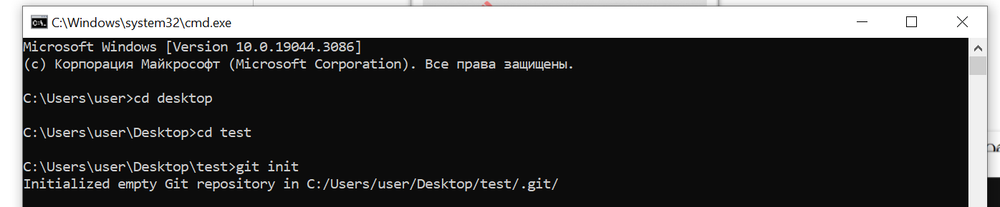 C:\Windows\system32\cmd.exe
Microsoft Windows [Version 10.0.19044.3086]
(c) Корпорация Майкрософт (Microsoft Corporation). Все права защищены.
C:\Users\user>cd desktop
C:\Users\user\Desktop>cd test
C:\Users\user\Desktop\test>git init
Initialized empty Git repository in C:/Users/user/Desktop/test/.git/